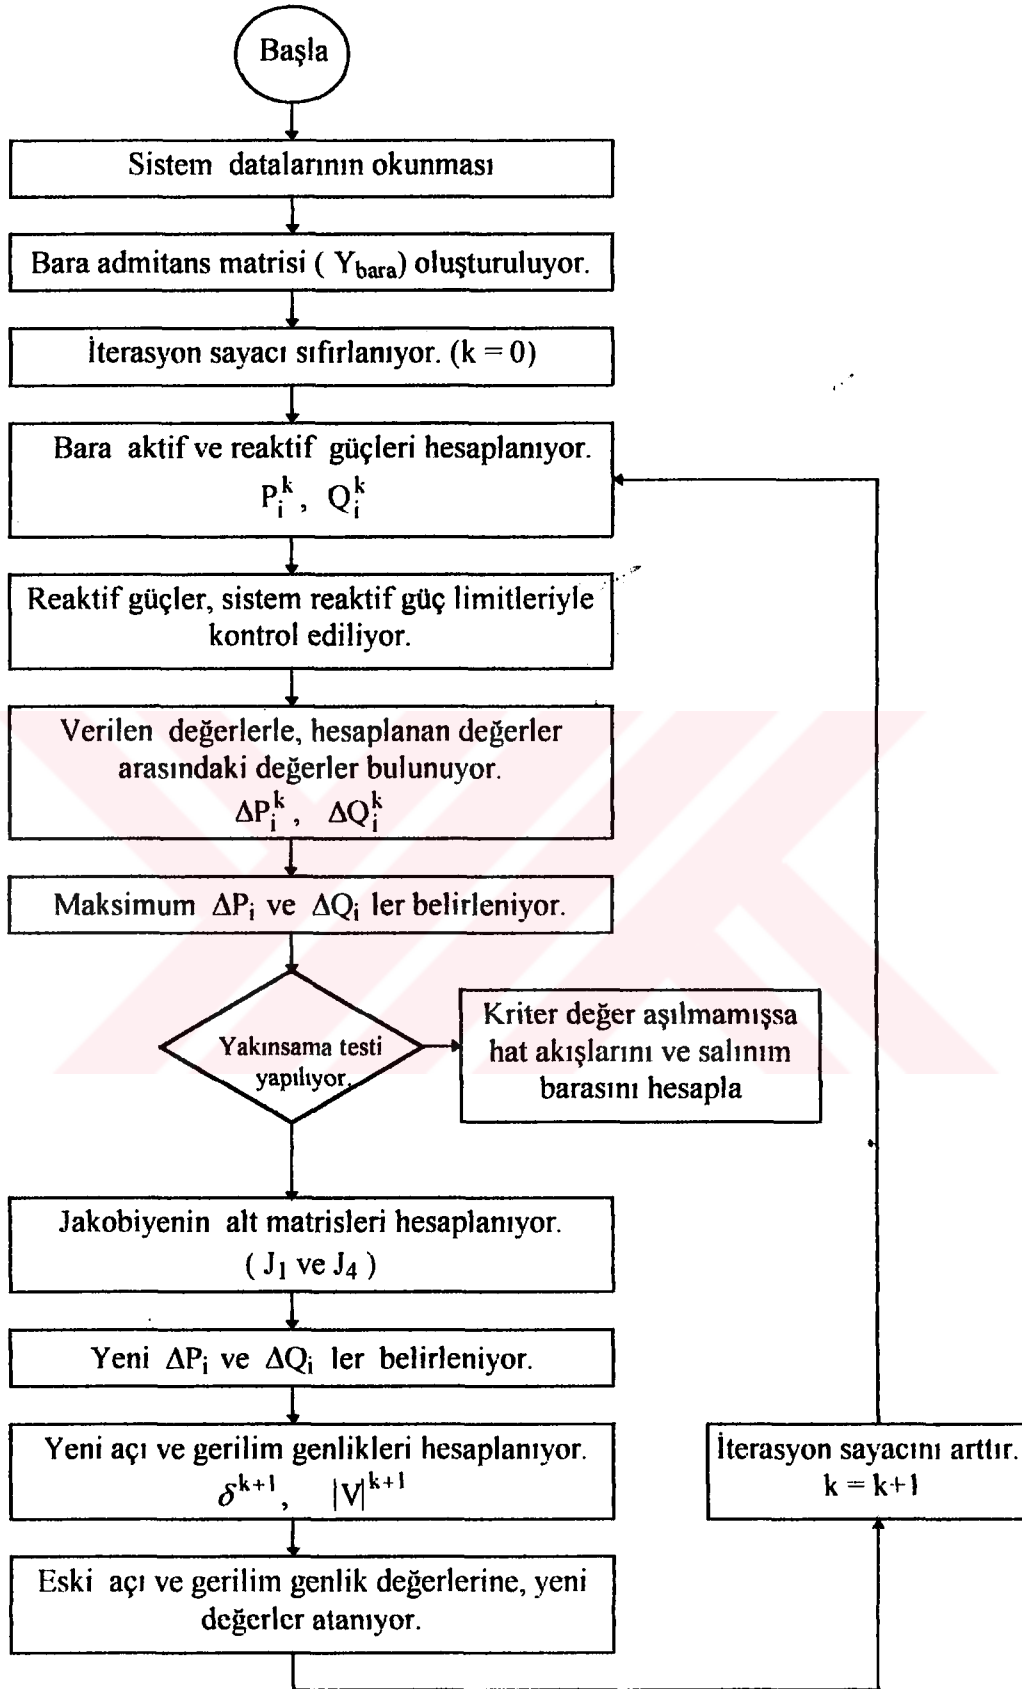 Başla
Sistem datalarının okunması
Bara admitans matrisi ( Y_bara) oluşturuluyor.
İterasyon sayacı sıfırlanıyor. (k = 0)
Bara aktif ve reaktif güçleri hesaplanıyor.
P_i^k , Q_i^k
Reaktif güçler, sistem reaktif güç limitleriyle
kontrol ediliyor.
Verilen değerlerle, hesaplanan değerler
arasındaki değerler bulunuyor.
ΔP_i^k , ΔQ_i^k
Maksimum ΔP_i ve ΔQ_i ler belirleniyor.
Yakınsama testi
yapılıyor.
Kriter değer aşılmamışsa
hat akışlarını ve salınım
barasını hesapla
Jakobiyenin alt matrisleri hesaplanıyor.
( J_1 ve J_4 )
Yeni ΔP_i ve ΔQ_i ler belirleniyor.
Yeni açı ve gerilim genlikleri hesaplanıyor.
δ^k+1 , |V|^k+1
İterasyon sayacını arttır.
k = k+1
Eski açı ve gerilim genlik değerlerine, yeni
değerler atanıyor.